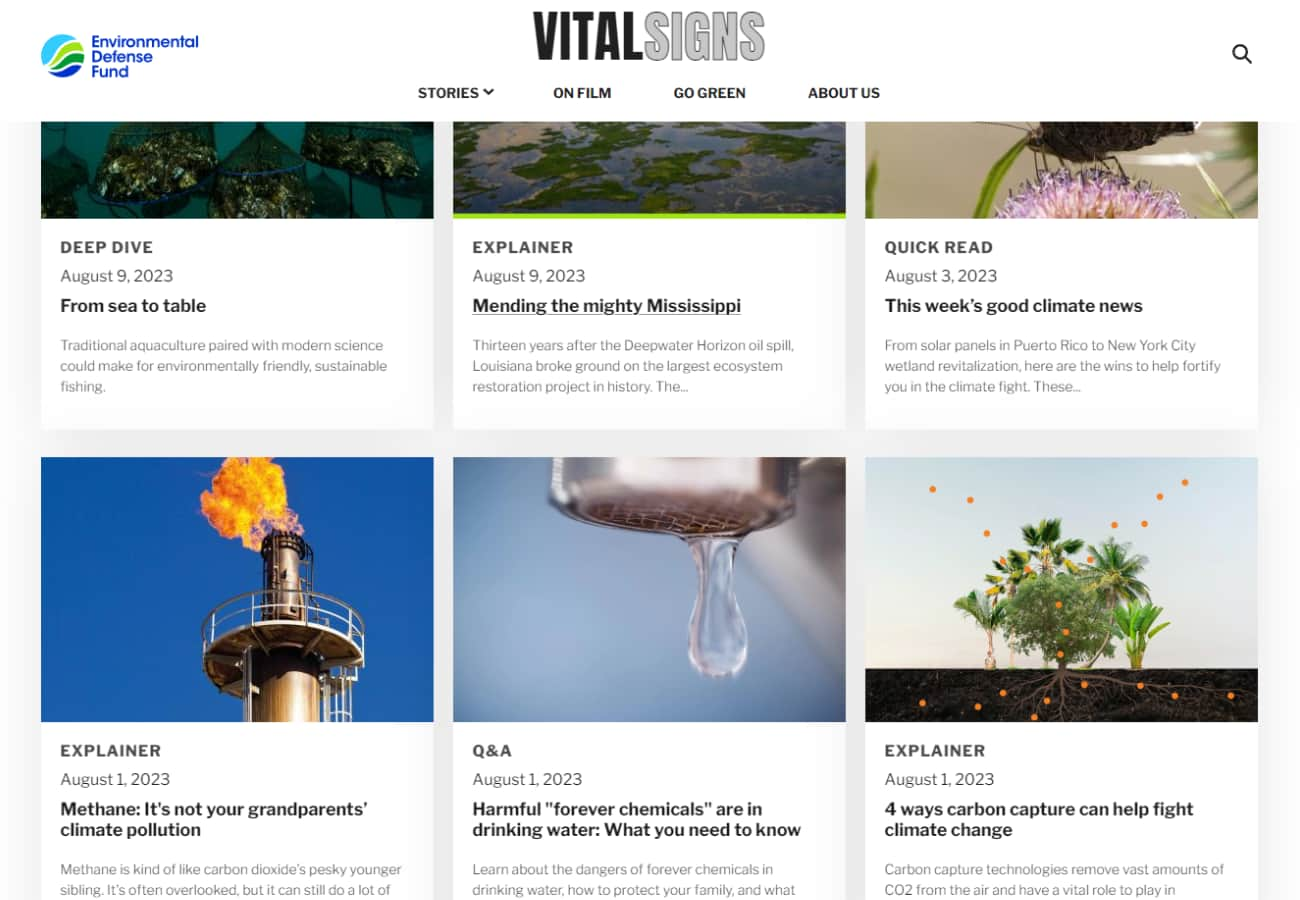 Environmental
Defense
Fund
VITALSIGNS
STORIES
ON FILM
GO GREEN
ABOUT US
DEEP DIVE
August 9, 2023
From sea to table
Traditional aquaculture paired with modern science
could make for environmentally friendly, sustainable
fishing.
EXPLAINER
August 9, 2023
Mending the mighty Mississippi
Thirteen years after the Deepwater Horizon oil spill,
Louisiana broke ground on the largest ecosystem
restoration project in history. The...
QUICK READ
August 3, 2023
This week’s good climate news
From solar panels in Puerto Rico to New York City
wetland revitalization, here are the wins to help fortify
you in the climate fight. These...
EXPLAINER
August 1, 2023
Methane: It's not your grandparents’
climate pollution
Methane is kind of like carbon dioxide’s pesky younger
sibling. It’s often overlooked, but it can still do a lot of
Q&A
August 1, 2023
Harmful "forever chemicals" are in
drinking water: What you need to know
Learn about the dangers of forever chemicals in
drinking water, how to protect your family, and what
EXPLAINER
August 1, 2023
4 ways carbon capture can help fight
climate change
Carbon capture technologies remove vast amounts of
CO2 from the air and have a vital role to play in